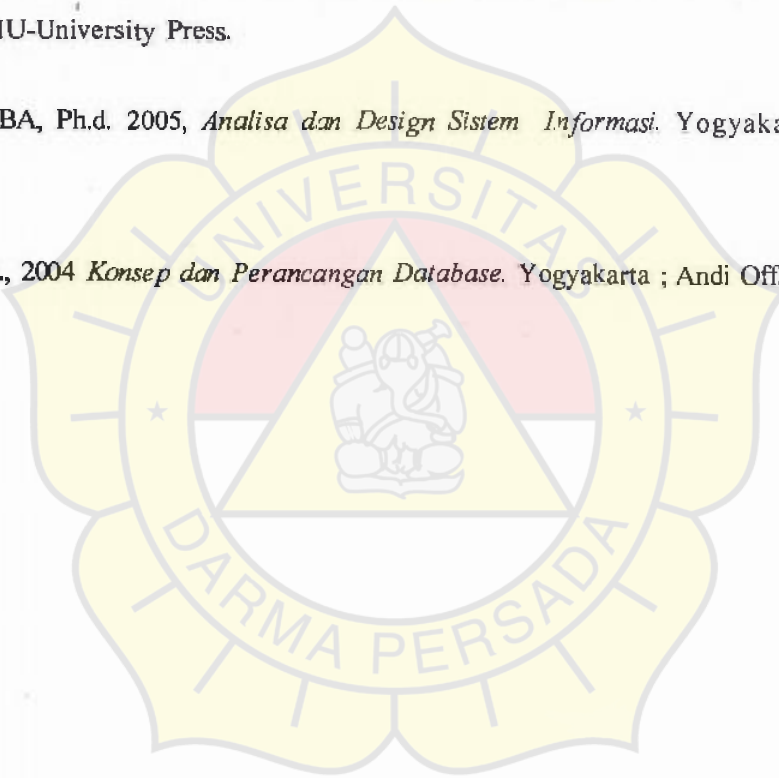 IU-University Press.
BA, Ph.d. 2005, Analisa dan Design Sistem Informasi. Yogyaka
UNIVERSITAS
., 2004 Konsep dan Perancangan Database. Yogyakarta ; Andi Off
DARMA PERSADA